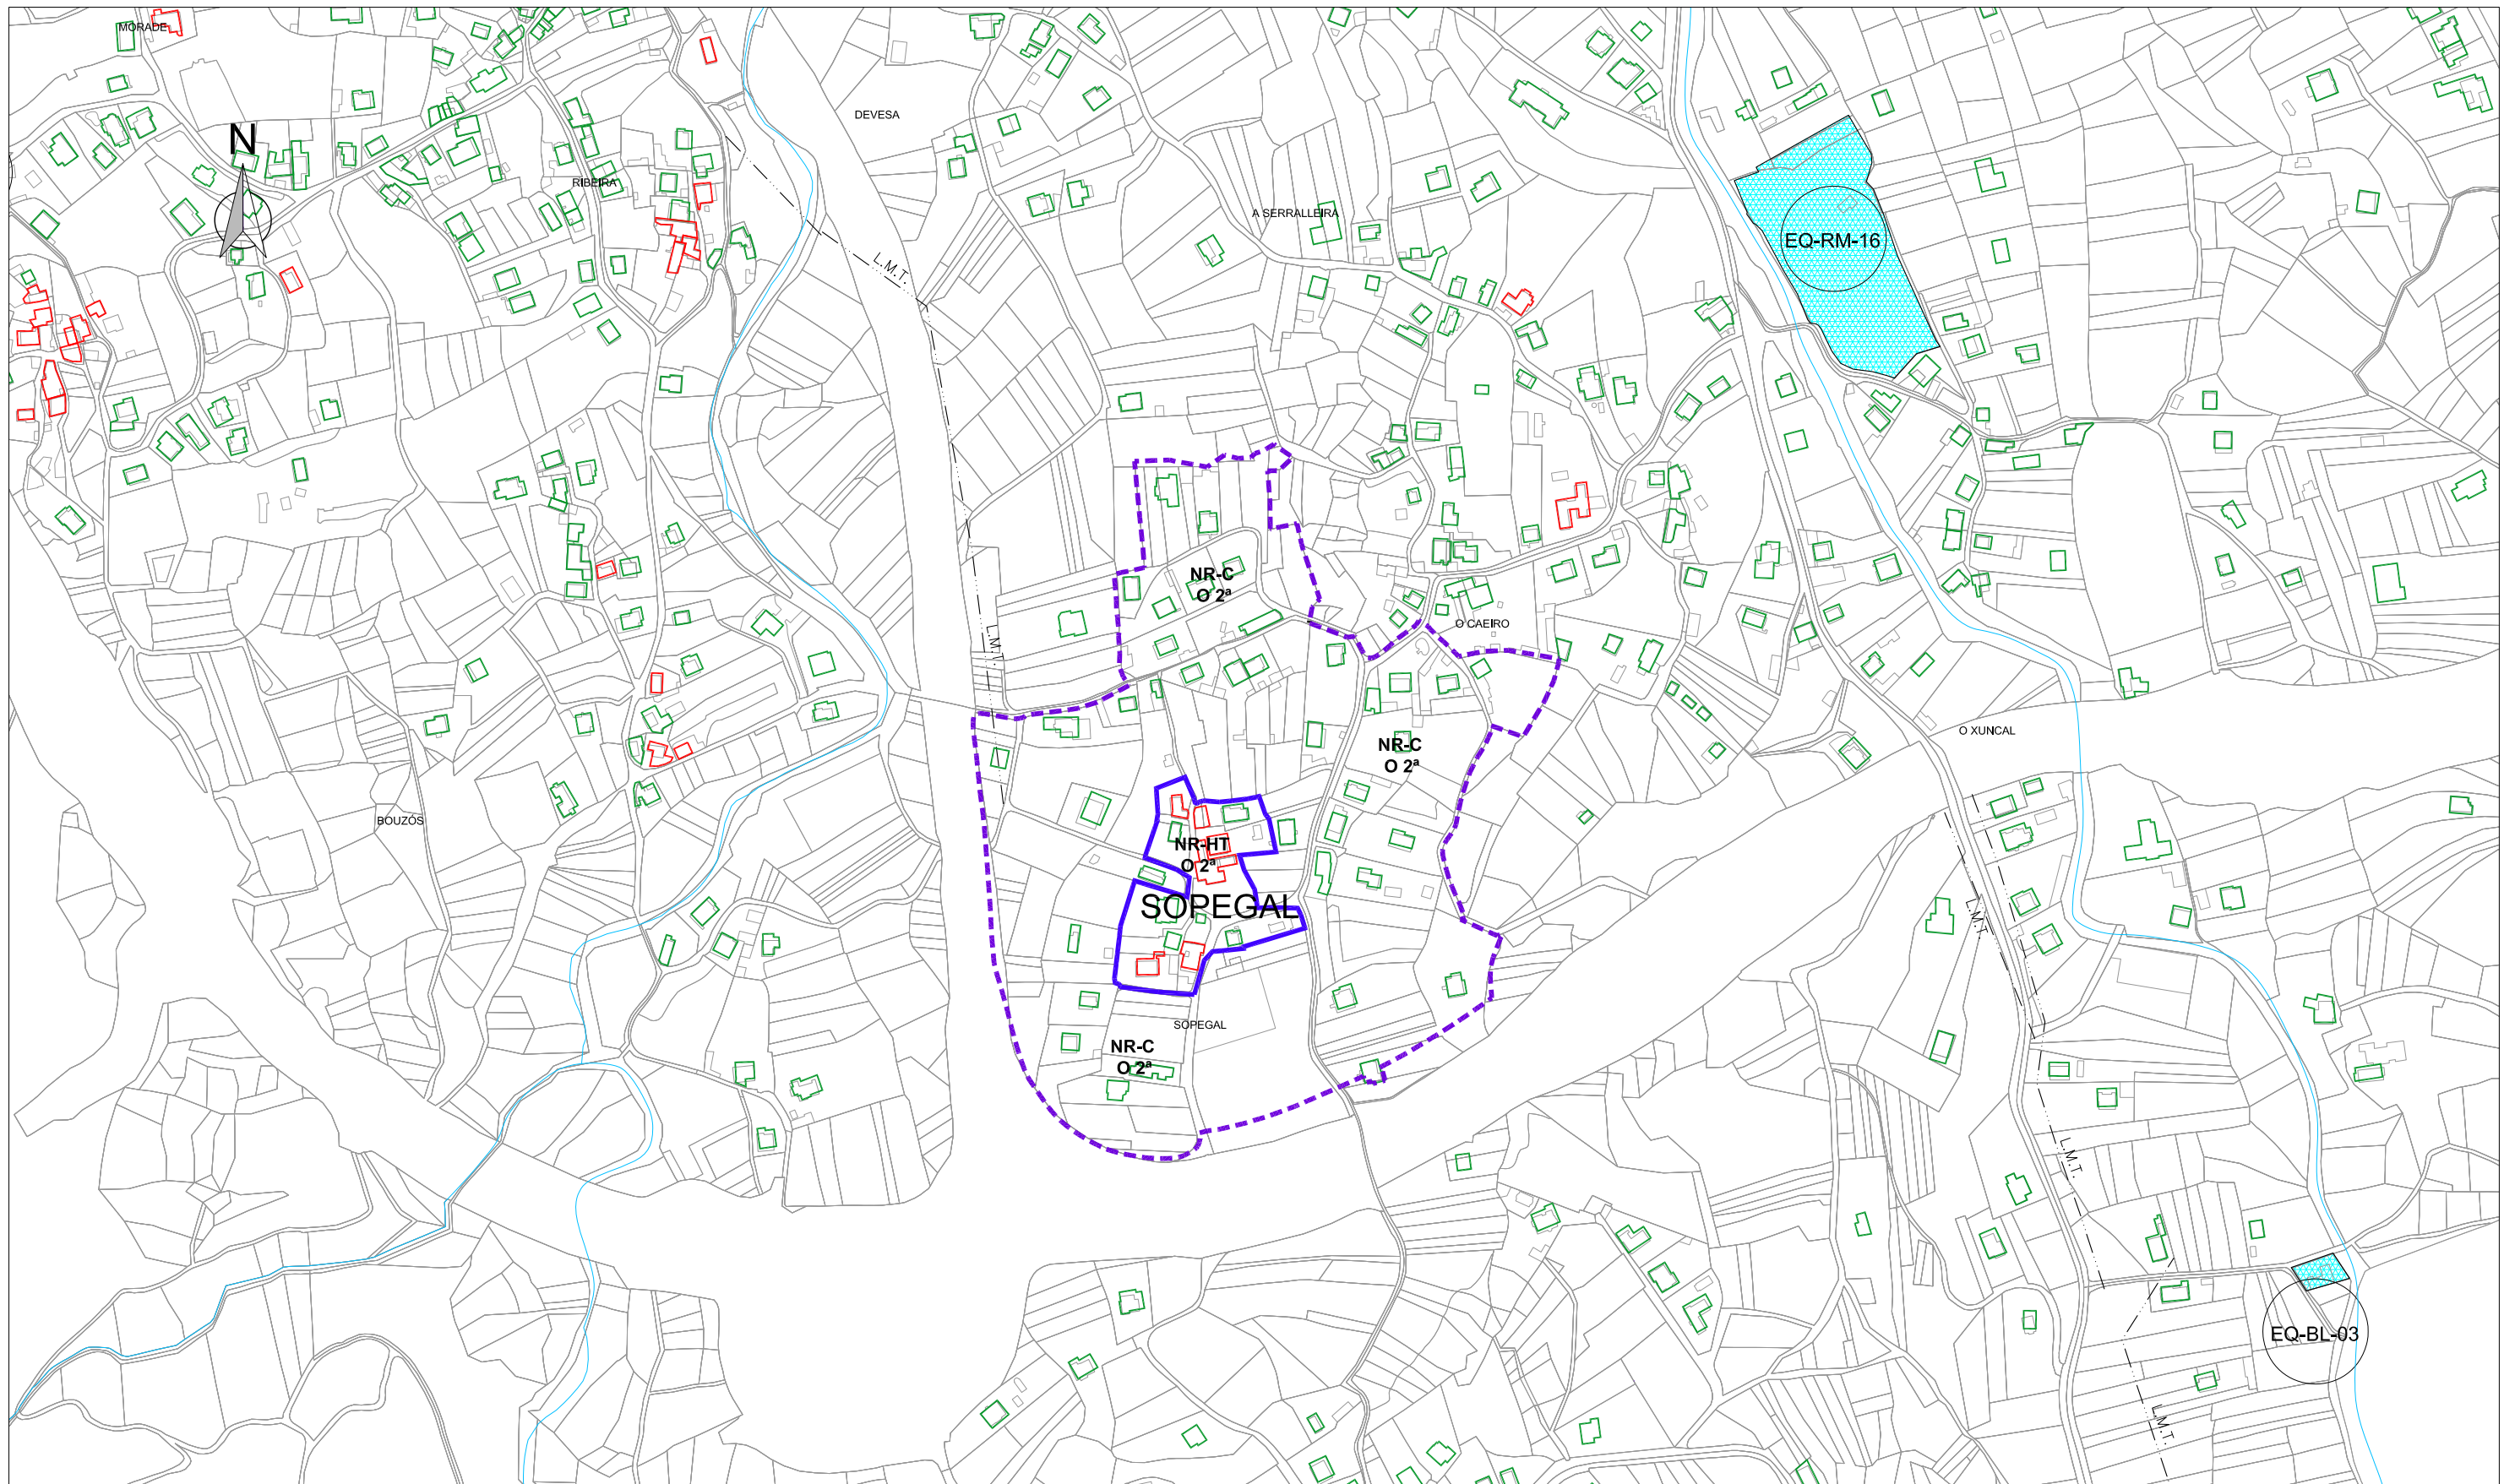 MORADE
N
DEVESA
RIBEIRA
A SERRALLEIRA
EQ-RM-16
L.M.T.
NR-C
O 2ª
L.M.T.
O CAEIRO
NR-C
O 2ª
O XUNCAL
BOUZÓS
NR-HT
O 2ª
SOPEGAL
L.M.T.
SOPEGAL
NR-C
O 2ª
L.M.T.
EQ-BL-03
L.M.T.